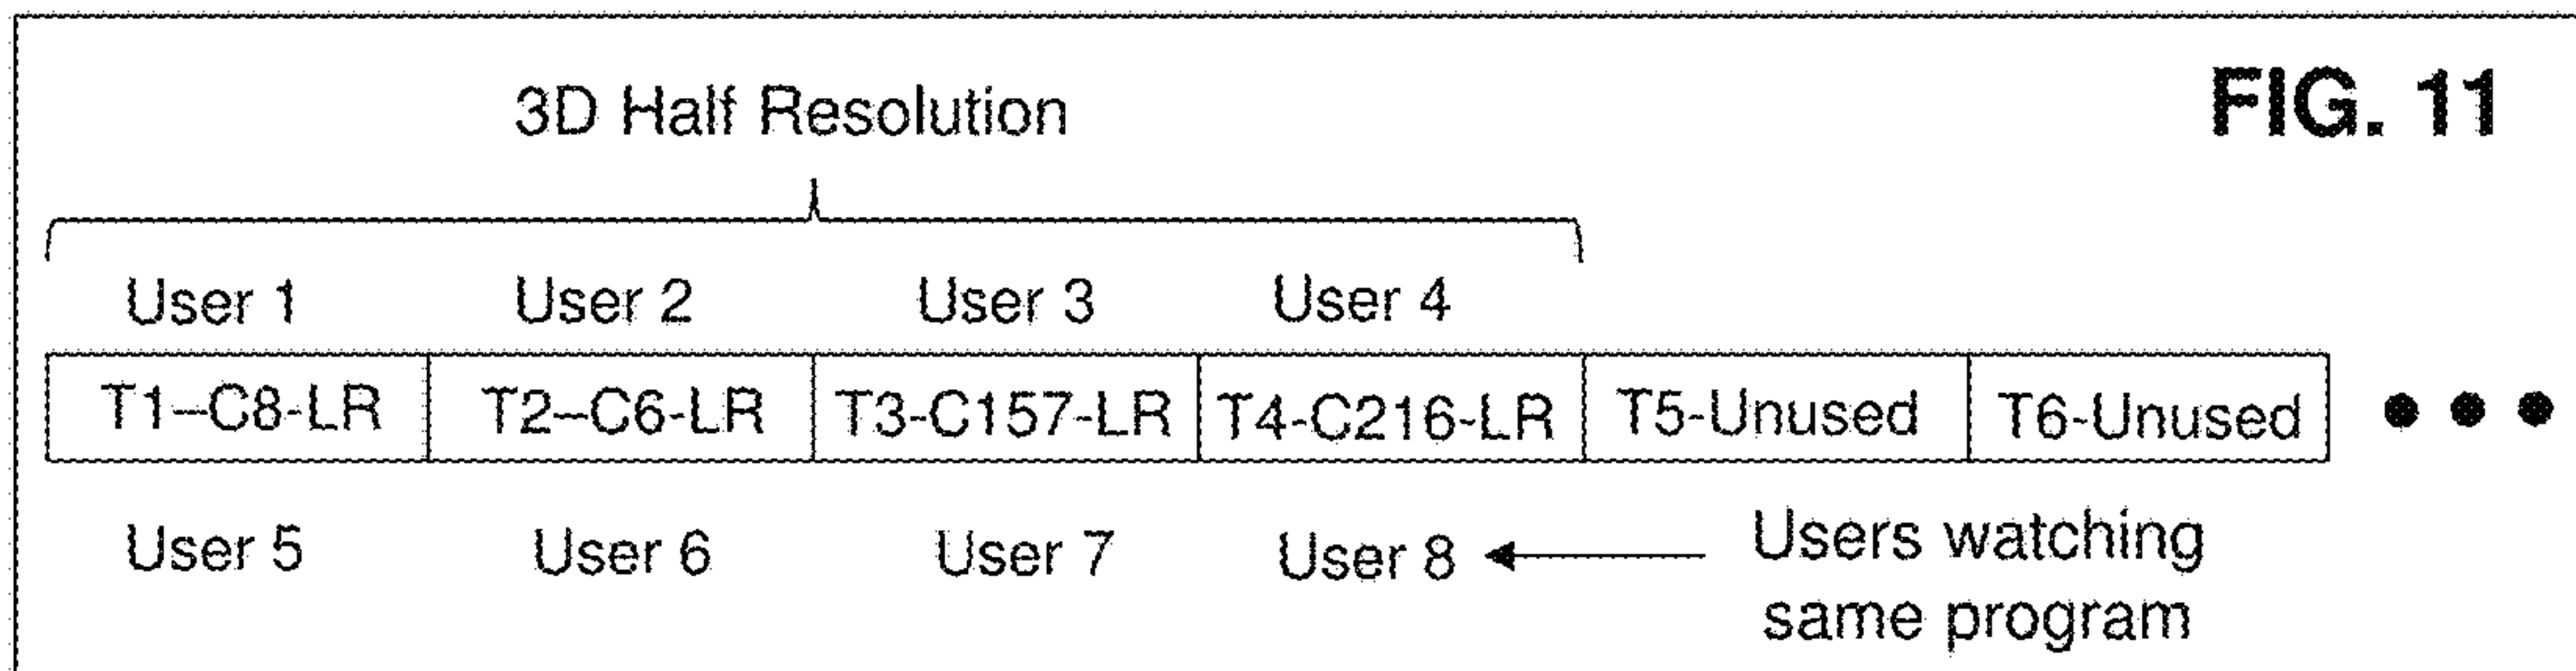 FIG. 11
3D Half Resolution
User 1 User 2 User 3 User 4
T1–C8-LR T2–C6-LR T3-C157-LR T4-C216-LR T5-Unused T6-Unused
User 5 User 6 User 7 User 8 Users watching
same program